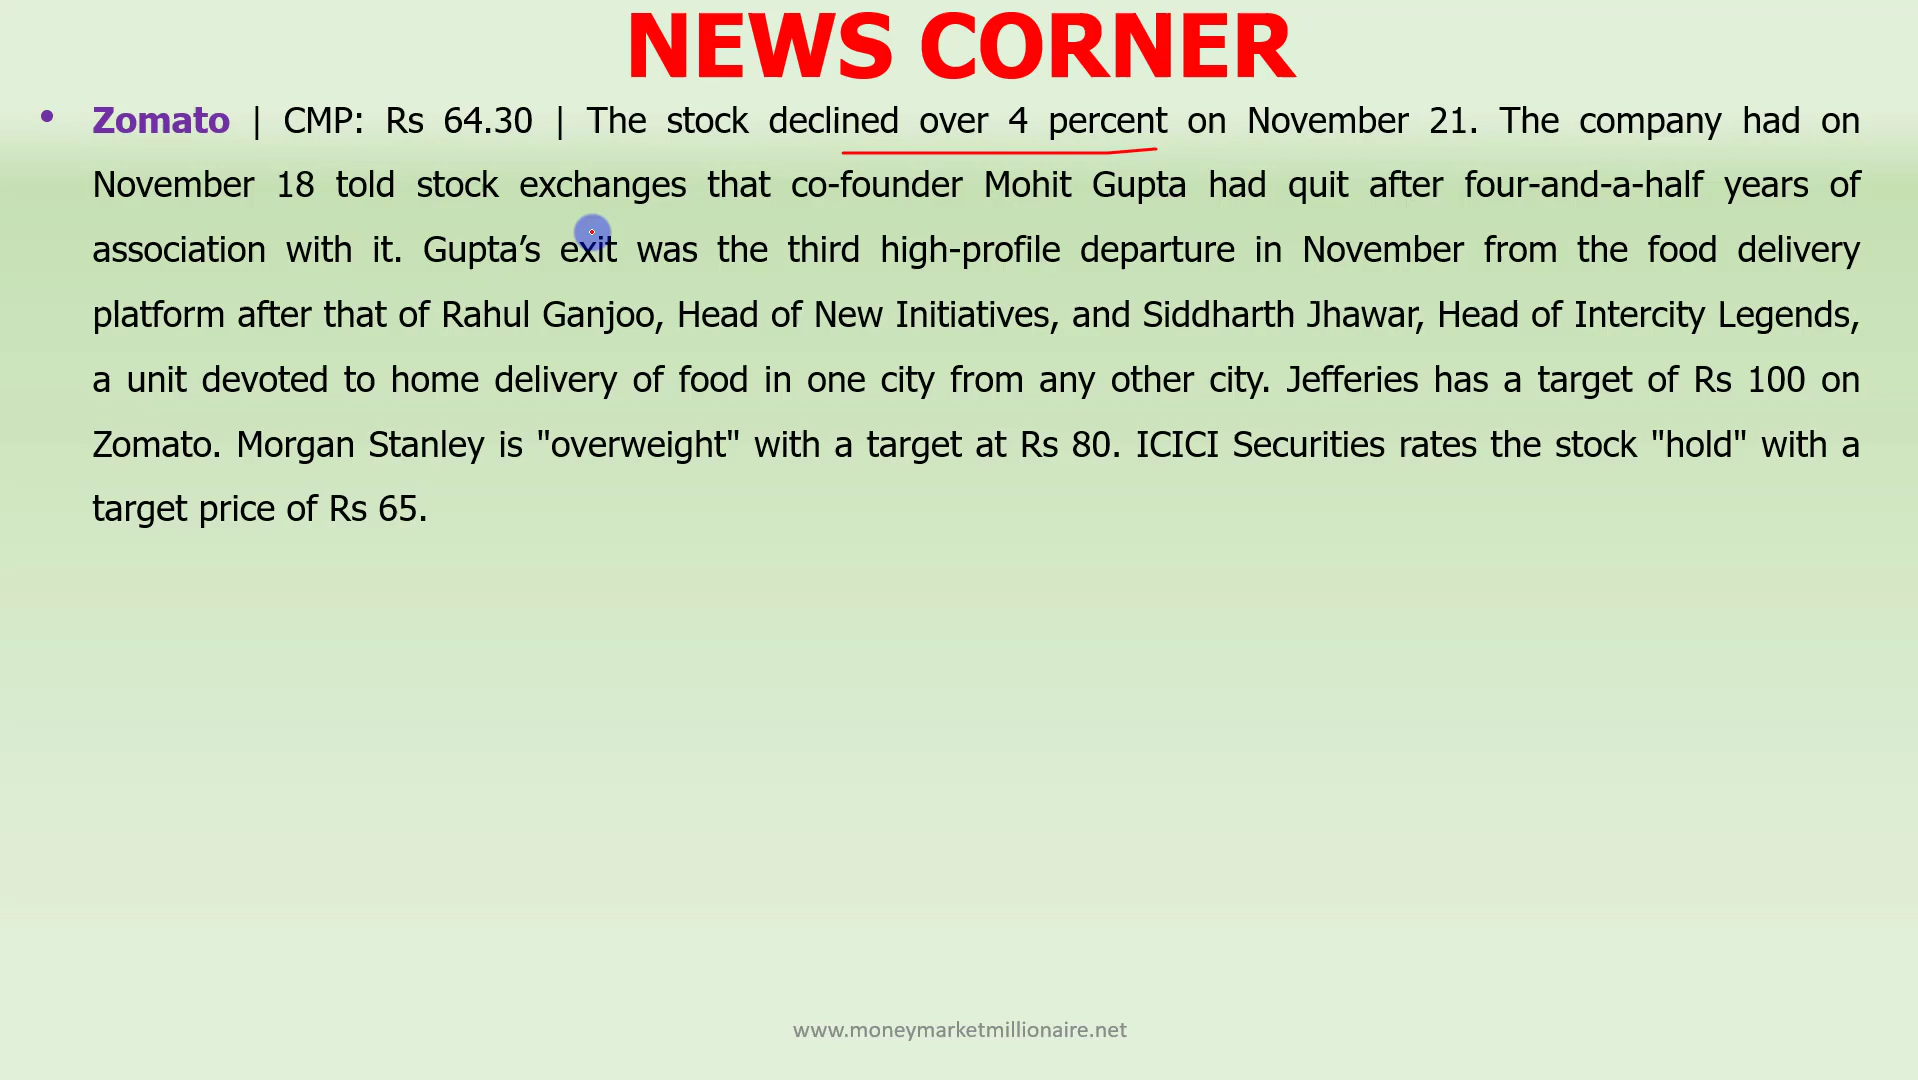 NEWS CORNER
• Zomato | CMP: Rs 64.30 | The stock declined over 4 percent on November 21. The company had on
November 18 told stock exchanges that co-founder Mohit Gupta had quit after four-and-a-half years of
association with it. Gupta’s exit was the third high-profile departure in November from the food delivery
platform after that of Rahul Ganjoo, Head of New Initiatives, and Siddharth Jhawar, Head of Intercity Legends,
a unit devoted to home delivery of food in one city from any other city. Jefferies has a target of Rs 100 on
Zomato. Morgan Stanley is "overweight" with a target at Rs 80. ICICI Securities rates the stock "hold" with a
target price of Rs 65.
www.moneymarketmillionaire.net